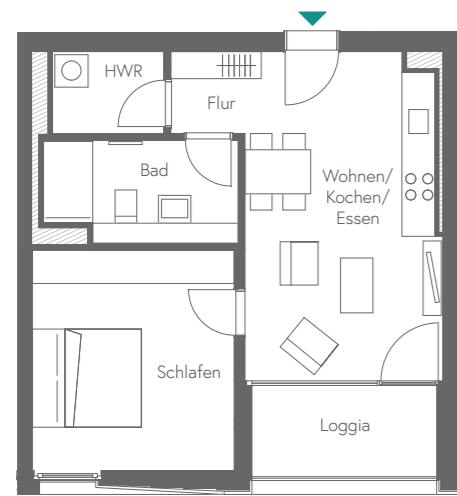 HWR
Flur
Bad
Wohnen/
Kochen/
Essen
Schlafen
Loggia